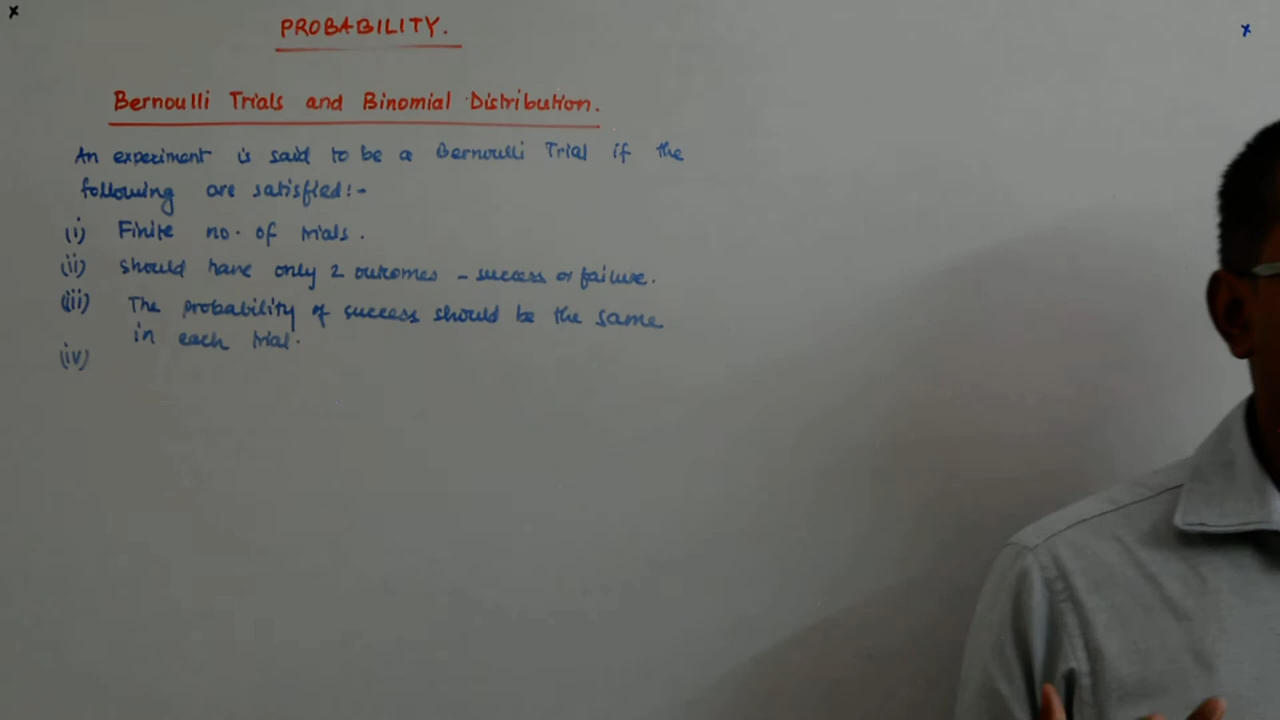 x
x
PROBABILITY.
Bernoulli Trials and Binomial Distribution.
An experiment is said to be a Bernoulli Trial if the
following are satisfied:-
(i) Finite no. of trials.
(ii) should have only 2 outcomes - success or failure.
(iii) The probability of success should be the same
in each trial.
(iv)